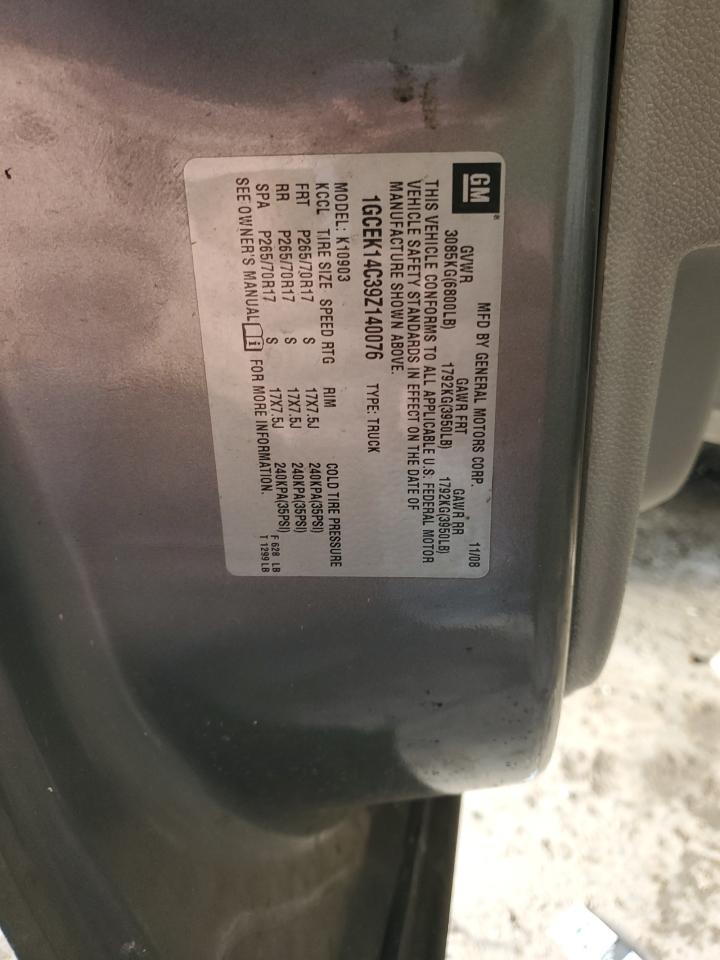 GM ®
MFD BY GENERAL MOTORS CORP. 11/08
GVWR GAWR FRT GAWR RR
3085KG(6800LB) 1792KG(3950LB) 1792KG(3950LB)
THIS VEHICLE CONFORMS TO ALL APPLICABLE U.S. FEDERAL MOTOR
VEHICLE SAFETY STANDARDS IN EFFECT ON THE DATE OF
MANUFACTURE SHOWN ABOVE.
1GCEK14C39Z140076 TYPE: TRUCK
MODEL: K10903 COLD TIRE PRESSURE
KCCL TIRE SIZE SPEED RTG RIM
FRT P265/70R17 S 17X7.5J 240KPA(35PSI)
RR P265/70R17 S 17X7.5J 240KPA(35PSI)
SPA P265/70R17 S 17X7.5J 240KPA(35PSI) F 628 LB
SEE OWNER'S MANUAL i FOR MORE INFORMATION. T 1299 LB